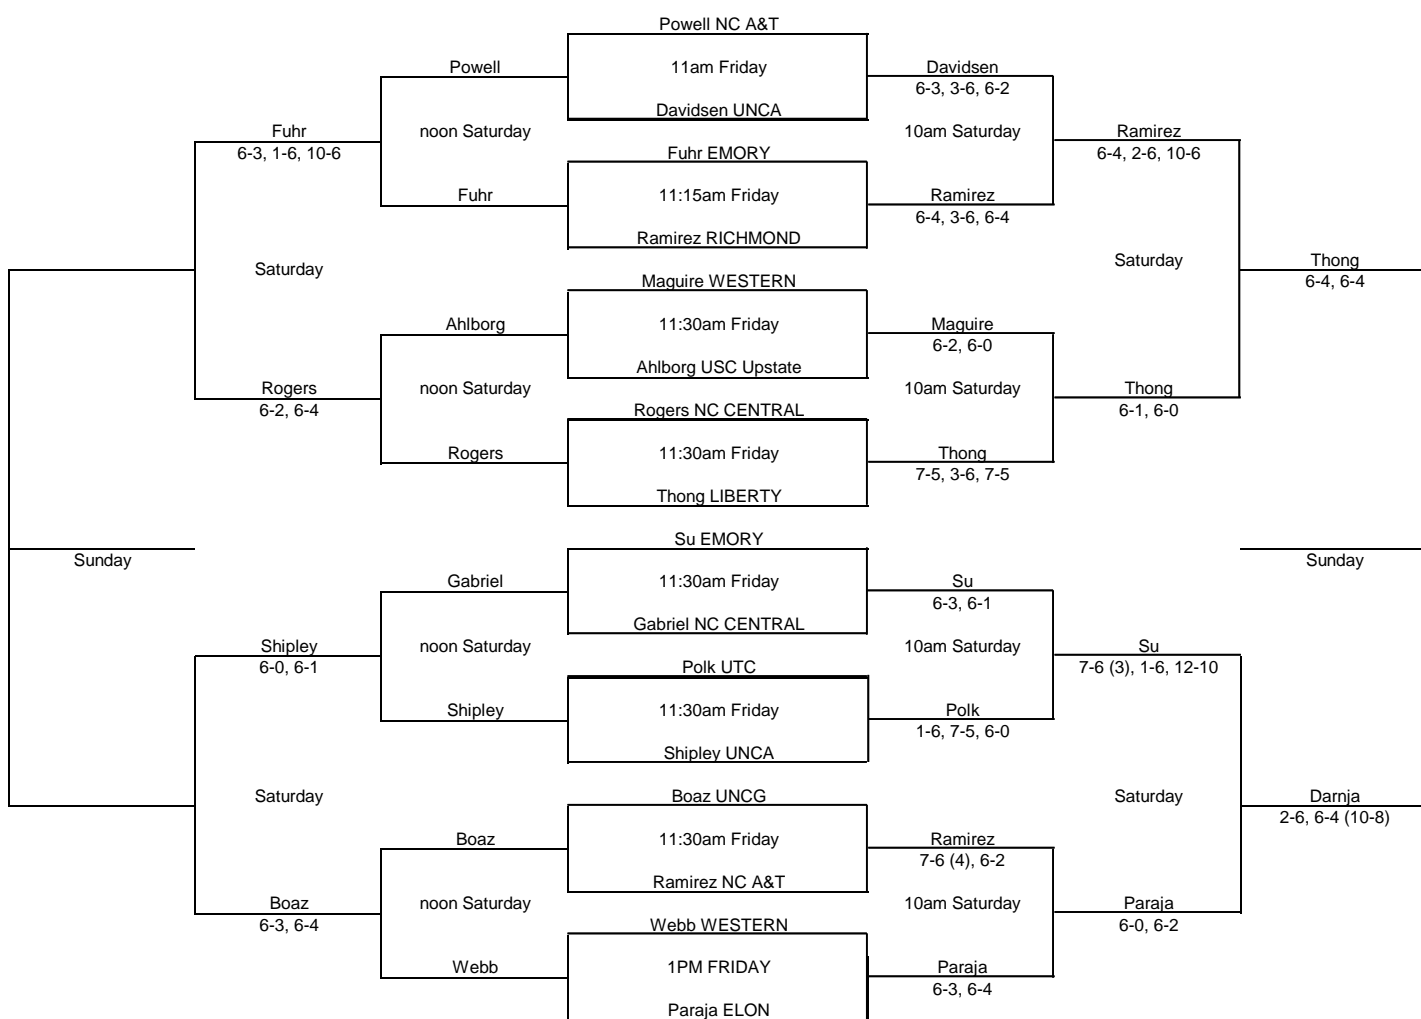 Powell NC A&T
Powell
11am Friday
Davidsen
6-3, 3-6, 6-2
Davidsen UNCA
Fuhr
6-3, 1-6, 10-6
noon Saturday
10am Saturday
Ramirez
6-4, 2-6, 10-6
Fuhr EMORY
Fuhr
11:15am Friday
Ramirez
6-4, 3-6, 6-4
Ramirez RICHMOND
Saturday
Saturday
Thong
6-4, 6-4
Maguire WESTERN
Ahlborg
11:30am Friday
Maguire
6-2, 6-0
Ahlborg USC Upstate
Rogers
6-2, 6-4
noon Saturday
10am Saturday
Thong
6-1, 6-0
Rogers NC CENTRAL
Rogers
11:30am Friday
Thong
7-5, 3-6, 7-5
Thong LIBERTY
Su EMORY
Sunday
Sunday
Gabriel
11:30am Friday
Su
6-3, 6-1
Gabriel NC CENTRAL
Shipley
6-0, 6-1
noon Saturday
10am Saturday
Su
7-6 (3), 1-6, 12-10
Polk UTC
Shipley
11:30am Friday
Polk
1-6, 7-5, 6-0
Shipley UNCA
Saturday
Boaz UNCG
Saturday
Darnja
2-6, 6-4 (10-8)
Boaz
11:30am Friday
Ramirez
7-6 (4), 6-2
Ramirez NC A&T
Boaz
6-3, 6-4
noon Saturday
10am Saturday
Paraja
6-0, 6-2
Webb WESTERN
Webb
1PM FRIDAY
Paraja
6-3, 6-4
Paraja ELON